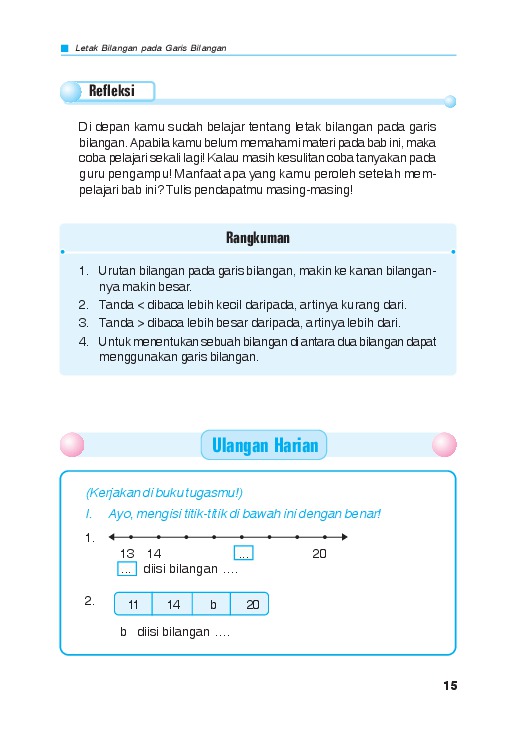 Letak Bilangan pada Garis Bilangan
Refleksi
Di depan kamu sudah belajar tentang letak bilangan pada garis
bilangan. Apabila kamu belum memahami materi pada bab ini, maka
coba pelajari sekali lagi! Kalau masih kesulitan coba tanyakan pada
guru pengampu! Manfaat apa yang kamu peroleh setelah mem-
pelajari bab ini? Tulis pendapatmu masing-masing!
Rangkuman
1. Urutan bilangan pada garis bilangan, makin ke kanan bilangan-
nya makin besar.
2. Tanda < dibaca lebih kecil daripada, artinya kurang dari.
3. Tanda > dibaca lebih besar daripada, artinya lebih dari.
4. Untuk menentukan sebuah bilangan di antara dua bilangan dapat
menggunakan garis bilangan.
Ulangan Harian
(Kerjakan di buku tugasmu!)
I. Ayo, mengisi titik-titik di bawah ini dengan benar!
1.
13 14 ... 20
... diisi bilangan ....
2. 11 14 b 20
b diisi bilangan ....
15